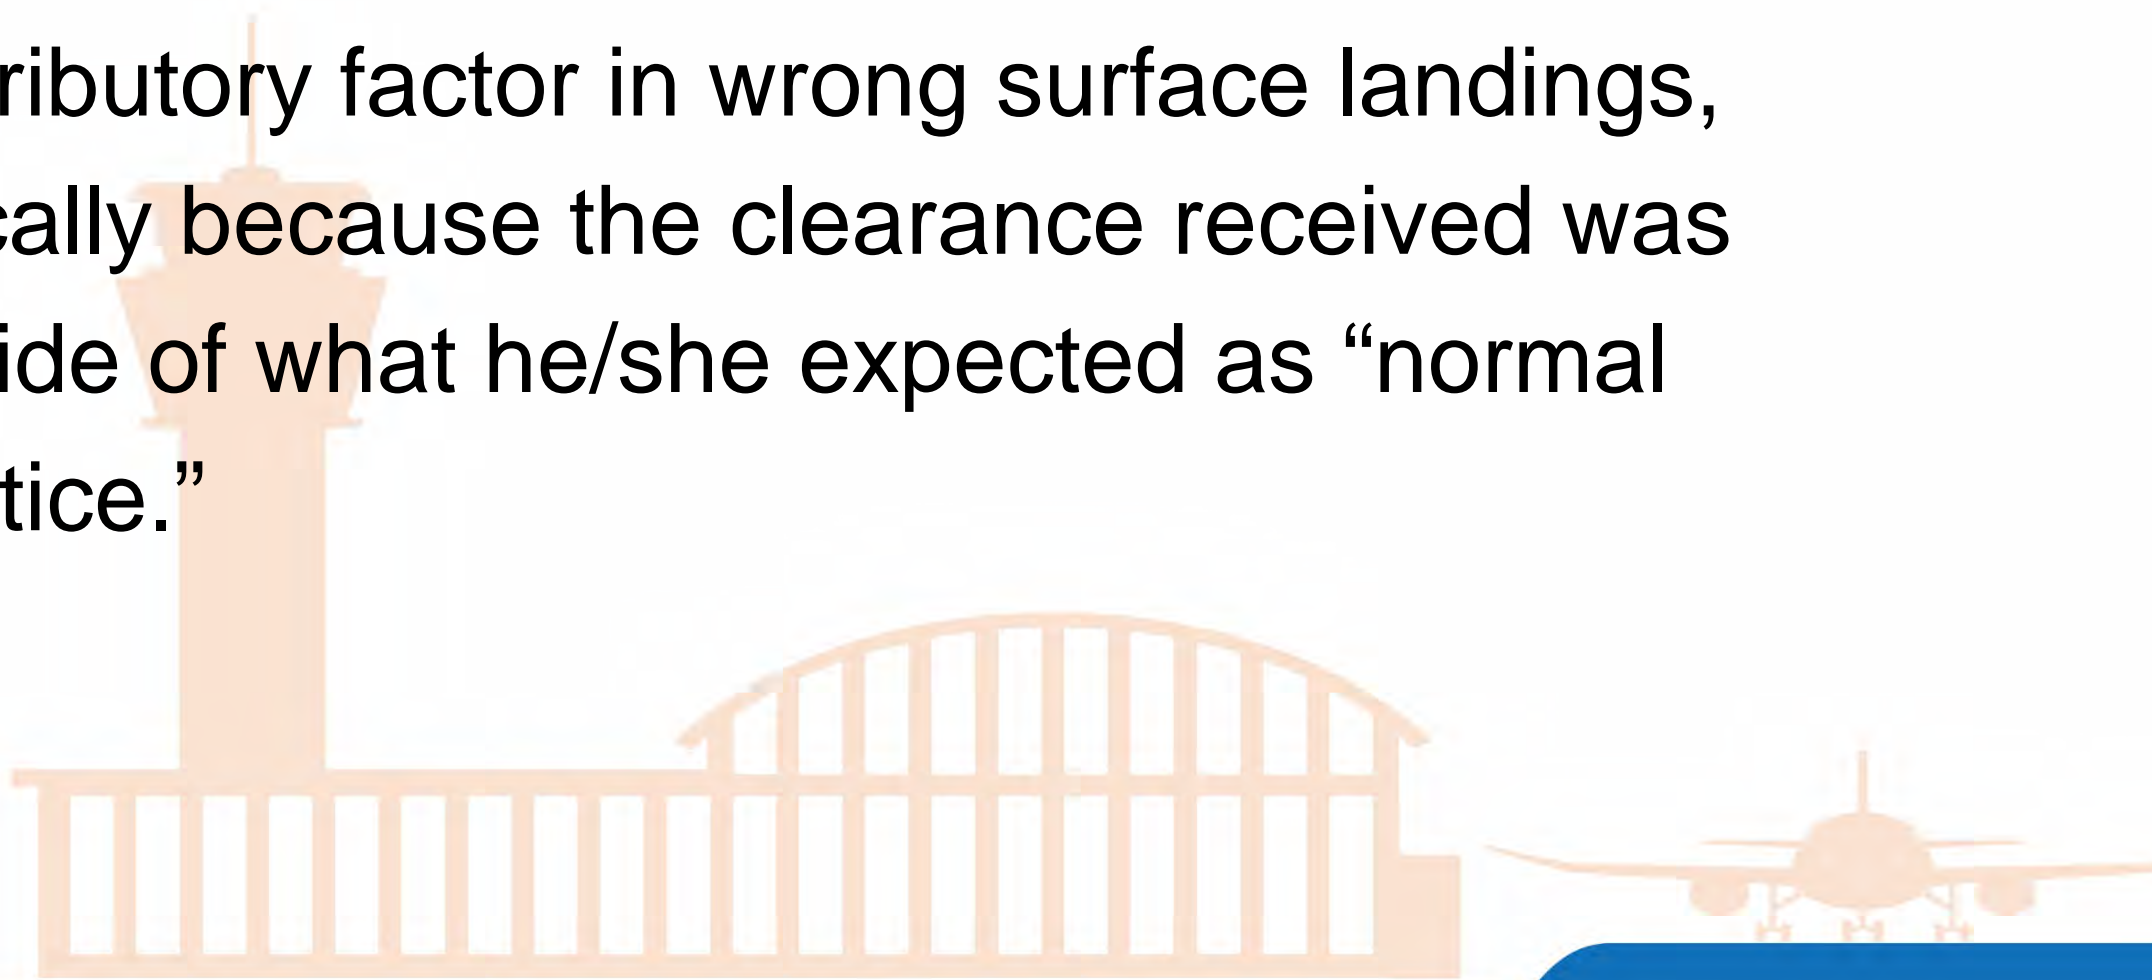 ributory factor in wrong surface landings,
cally because the clearance received was
ide of what he/she expected as “normal
tice.”